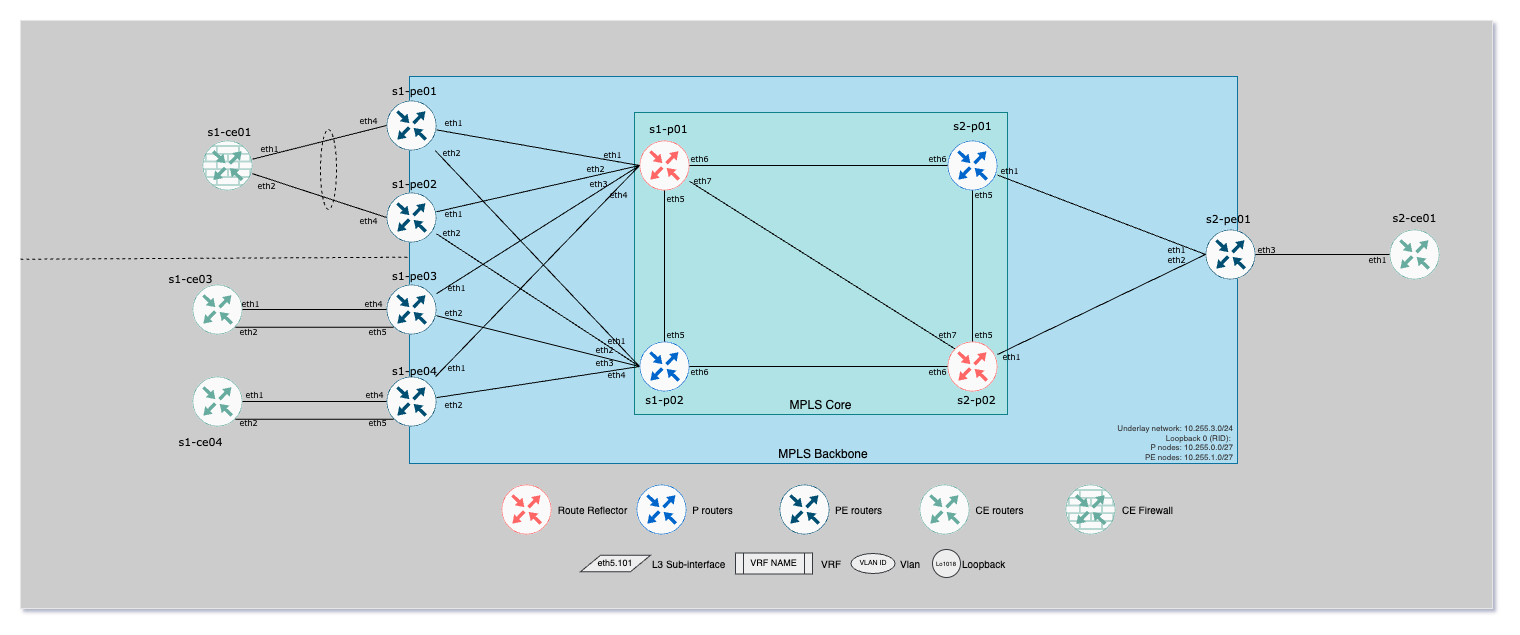 s1-pe01
s1-ce01
eth4
eth1
eth2
eth1
eth2
s1-pe02
eth4
eth1
eth2
s1-p01
eth1
eth2
eth3
eth4
eth6
eth7
eth5
s2-p01
eth6
eth1
eth5
s2-pe01
eth1
eth2
eth3
s2-ce01
eth1
s1-ce03
eth1
eth2
s1-pe03
eth4
eth5
eth1
eth2
s1-ce04
eth1
eth2
s1-pe04
eth4
eth5
eth1
eth2
eth1
eth2
eth3
eth4
eth5
eth6
s1-p02
eth7
eth5
eth6
eth1
s2-p02
MPLS Core
MPLS Backbone
Underlay network: 10.255.3.0/24
Loopback 0 (RID):
P nodes: 10.255.0.0/27
PE nodes: 10.255.1.0/27
Route Reflector
P routers
PE routers
CE routers
CE Firewall
eth5.101
L3 Sub-interface
VRF NAME
VRF
VLAN ID
Vlan
Lo1018
Loopback